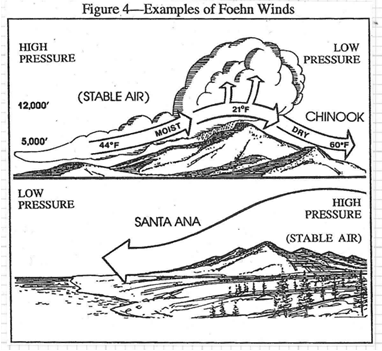 Figure 4—Examples of Foehn Winds
HIGH
PRESSURE
LOW
PRESSURE
12,000'
(STABLE AIR)
21°F
CHINOOK
MOIST
DRY
5,000'
44°F
60°F
LOW
PRESSURE
SANTA ANA
HIGH
PRESSURE
(STABLE AIR)